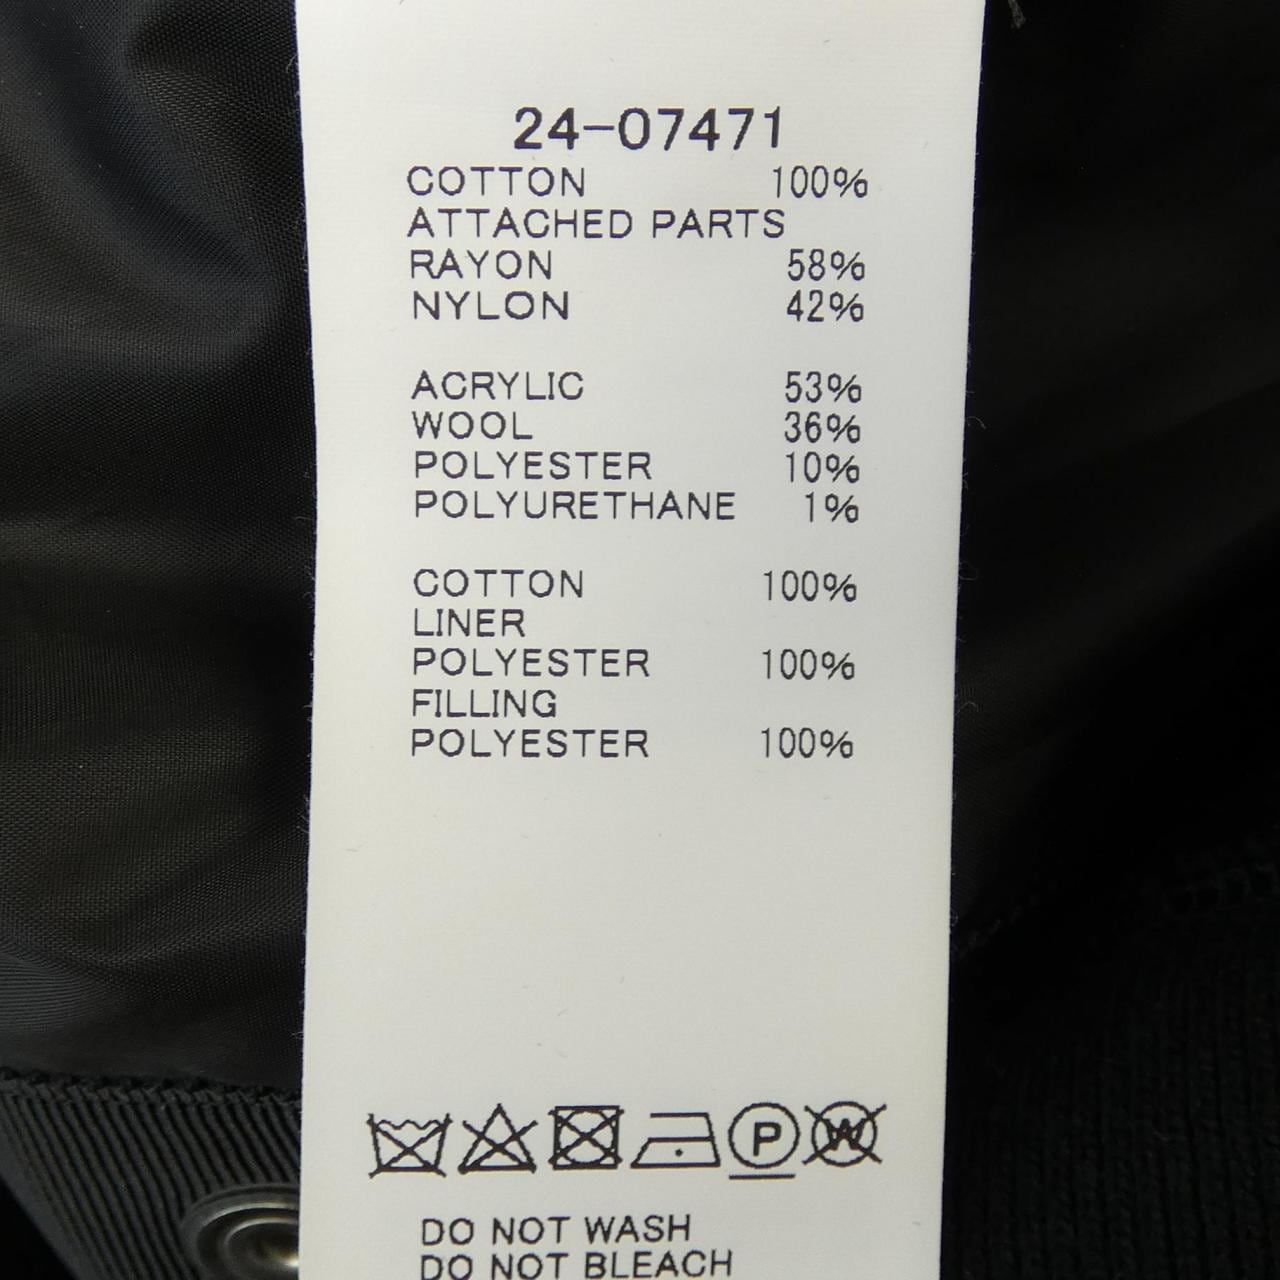 24-07471
COTTON 100%
ATTACHED PARTS
RAYON 58%
NYLON 42%
ACRYLIC 53%
WOOL 36%
POLYESTER 10%
POLYURETHANE 1%
COTTON 100%
LINER
POLYESTER 100%
FILLING
POLYESTER 100%
P W
DO NOT WASH
DO NOT BLEACH